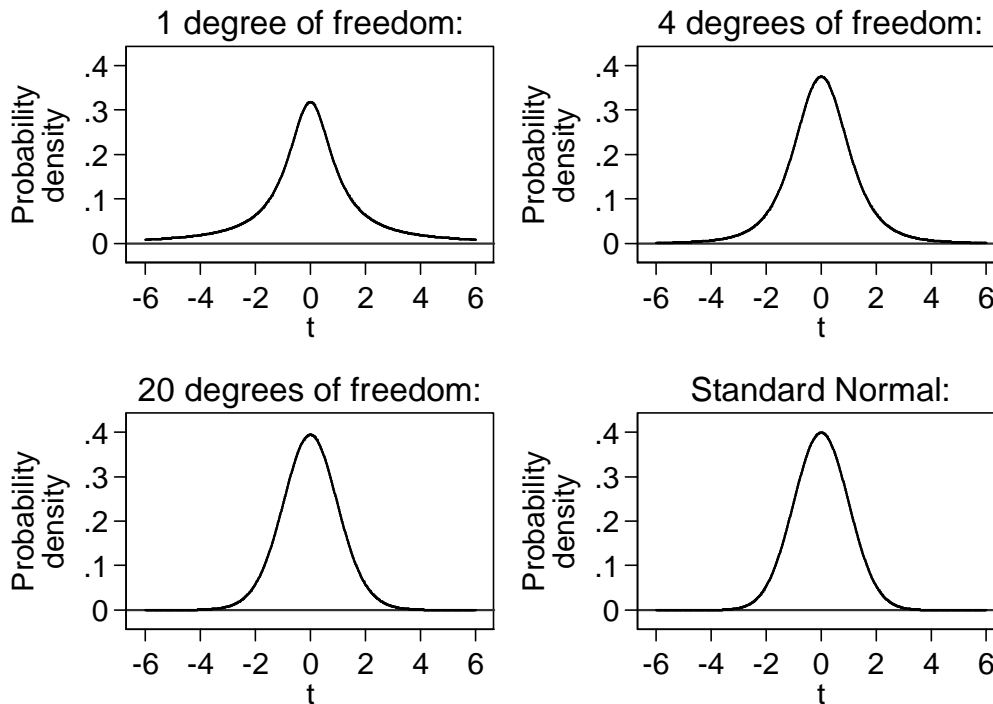 1 degree of freedom:
Probability
density
.4
.3
.2
.1
0
-6 -4 -2 0 2 4 6
t
4 degrees of freedom:
Probability
density
.4
.3
.2
.1
0
-6 -4 -2 0 2 4 6
t
20 degrees of freedom:
Probability
density
.4
.3
.2
.1
0
-6 -4 -2 0 2 4 6
t
Standard Normal:
Probability
density
.4
.3
.2
.1
0
-6 -4 -2 0 2 4 6
t